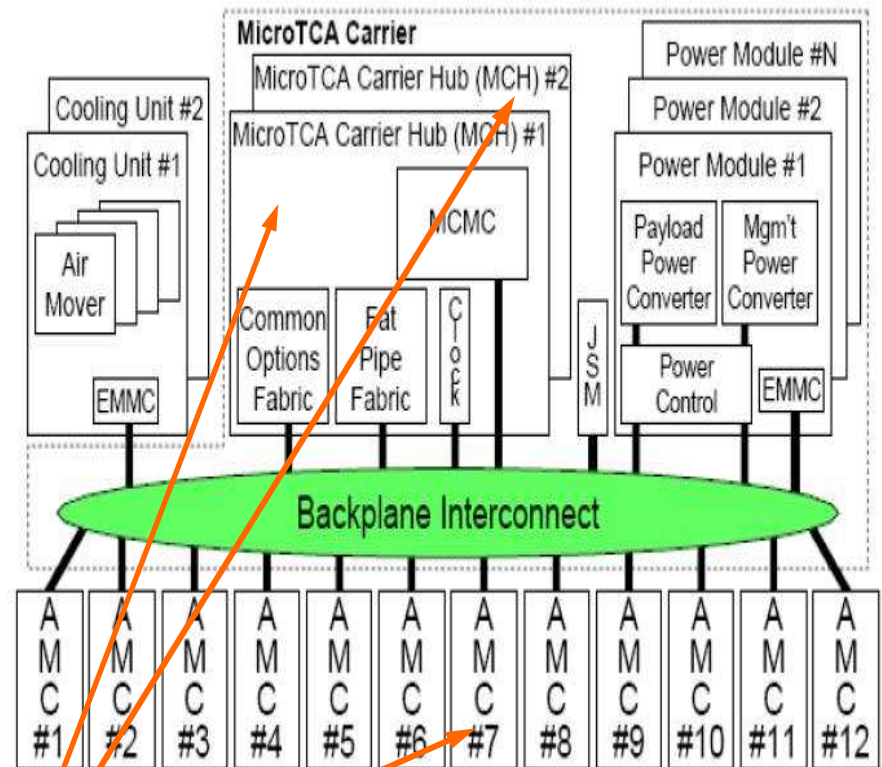 MicroTCA Carrier
MicroTCA Carrier Hub (MCH) #2
MicroTCA Carrier Hub (MCH) #1
MCMC
Common
Options
Fabric
Fat
Pipe
Fabric
Clock
JSM
Cooling Unit #2
Cooling Unit #1
Air
Mover
EMMC
Power Module #N
Power Module #2
Power Module #1
Payload
Power
Converter
Mgm't
Power
Converter
Power
Control
EMMC
Backplane Interconnect
AMC #1
AMC #2
AMC #3
AMC #4
AMC #5
AMC #6
AMC #7
AMC #8
AMC #9
AMC #10
AMC #11
AMC #12